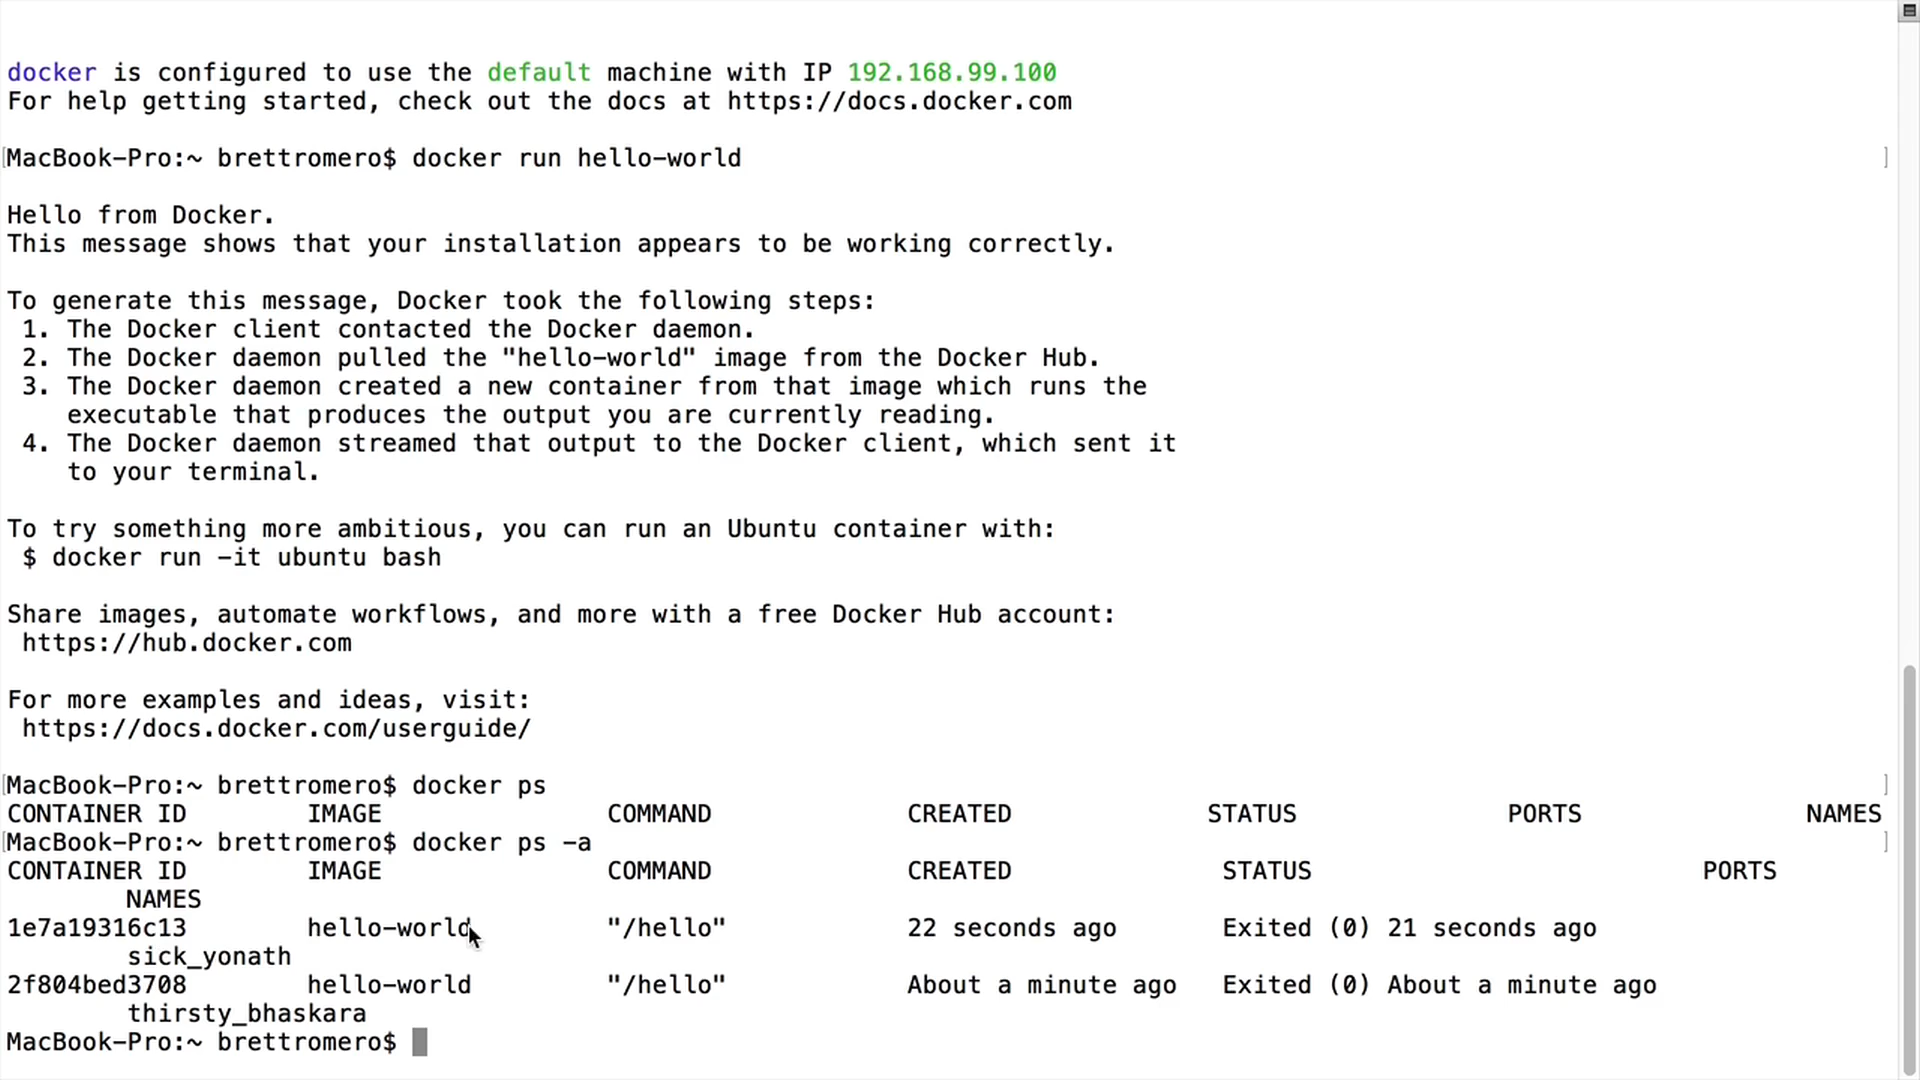 docker is configured to use the default machine with IP 192.168.99.100
For help getting started, check out the docs at https://docs.docker.com
[MacBook-Pro:~ brettromero$ docker run hello-world ]
Hello from Docker.
This message shows that your installation appears to be working correctly.
To generate this message, Docker took the following steps:
1. The Docker client contacted the Docker daemon.
2. The Docker daemon pulled the "hello-world" image from the Docker Hub.
3. The Docker daemon created a new container from that image which runs the
executable that produces the output you are currently reading.
4. The Docker daemon streamed that output to the Docker client, which sent it
to your terminal.
To try something more ambitious, you can run an Ubuntu container with:
$ docker run -it ubuntu bash
Share images, automate workflows, and more with a free Docker Hub account:
https://hub.docker.com
For more examples and ideas, visit:
https://docs.docker.com/userguide/
[MacBook-Pro:~ brettromero$ docker ps ]
CONTAINER ID IMAGE COMMAND CREATED STATUS PORTS NAMES
[MacBook-Pro:~ brettromero$ docker ps -a ]
CONTAINER ID IMAGE COMMAND CREATED STATUS PORTS
NAMES
1e7a19316c13 hello-world "/hello" 22 seconds ago Exited (0) 21 seconds ago
sick_yonath
2f804bed3708 hello-world "/hello" About a minute ago Exited (0) About a minute ago
thirsty_bhaskara
MacBook-Pro:~ brettromero$